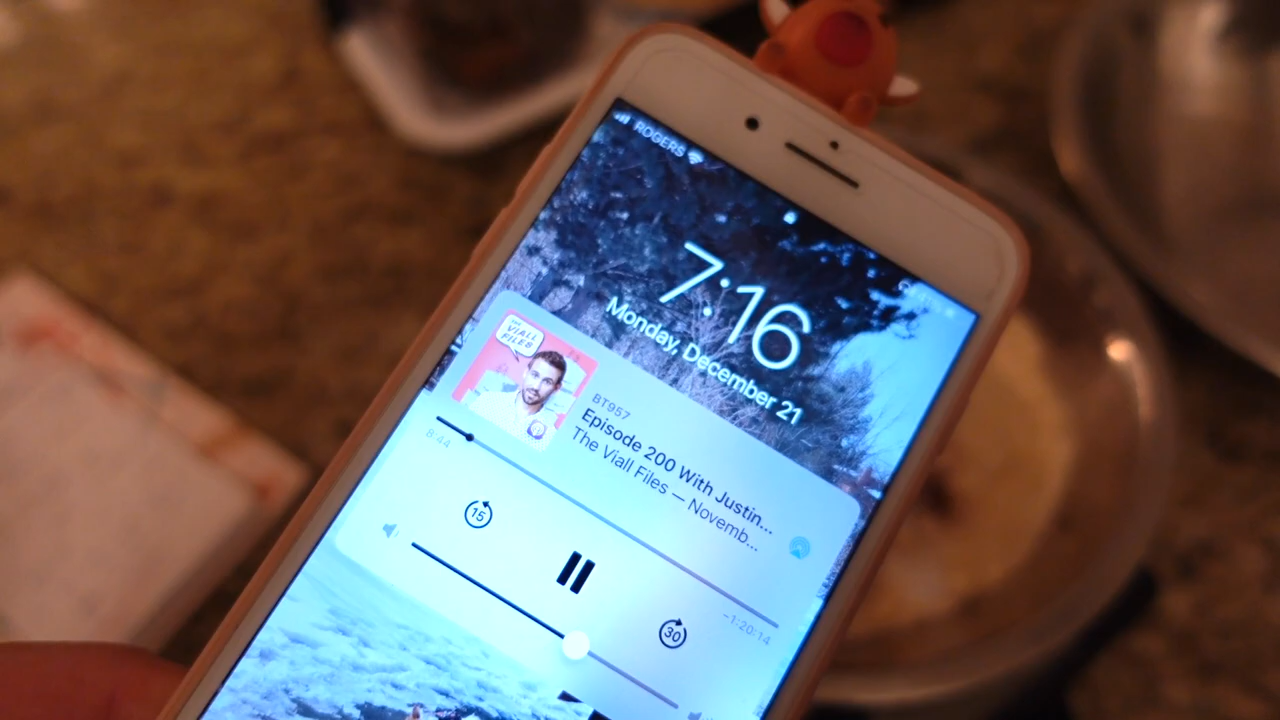 ROGERS
7:16
Monday, December 21
THE
VIALL
FILES
BT957
Episode 200 With Justin...
The Viall Files — Novemb...
8:44
-1:20:14
15
30